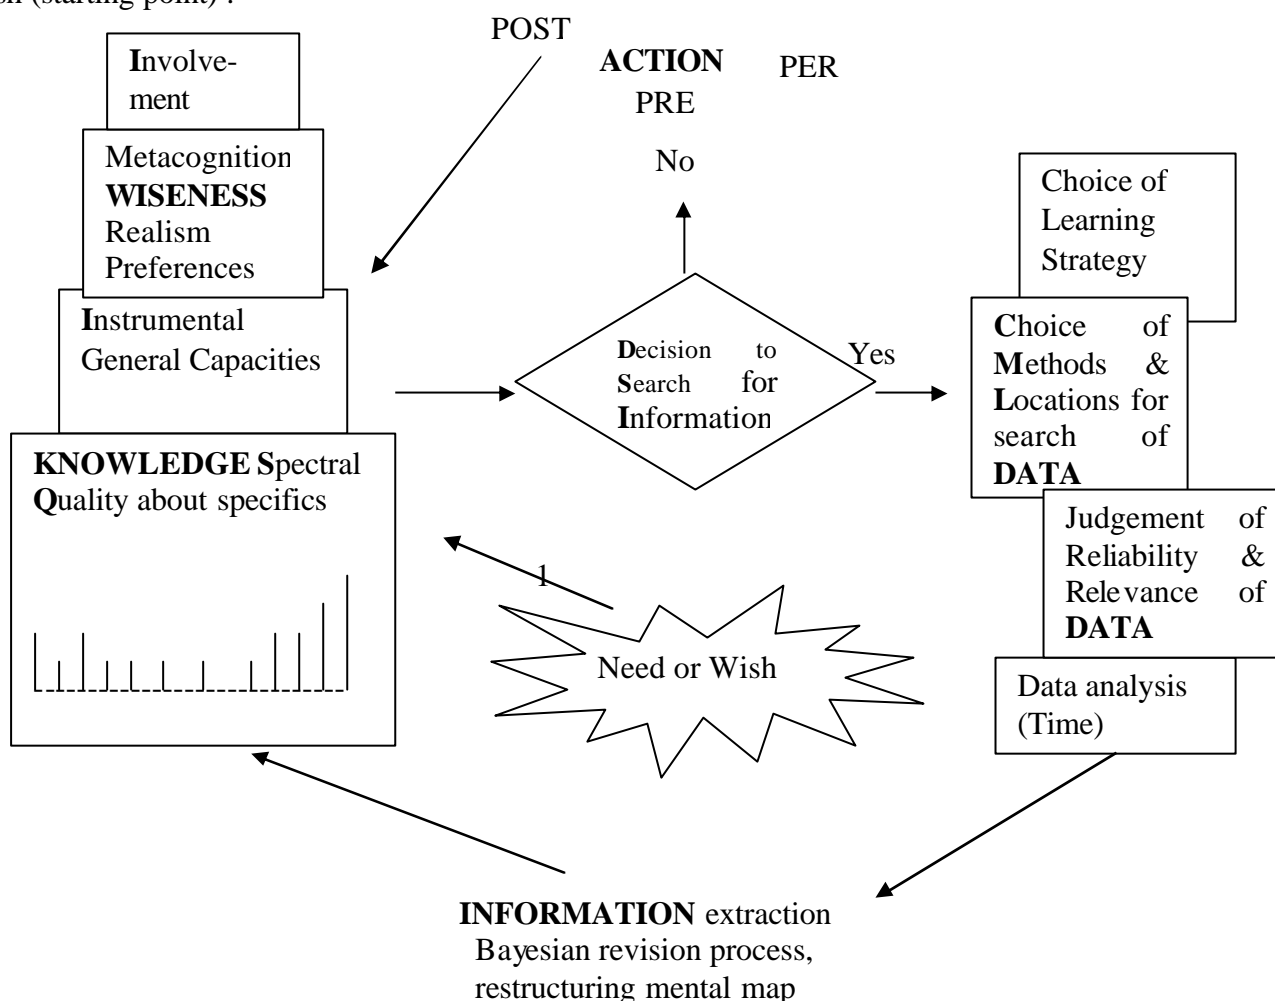 sh (starting point) :
POST
ACTION PER
PRE
No
Involve-
ment
Metacognition
WISENESS
Realism
Preferences
Instrumental
General Capacities
KNOWLEDGE Spectral
Quality about specifics
Decision to
Search for
Information
Yes
Choice of
Learning
Strategy
Choice of
Methods &
Locations for
search of
DATA
Judgement of
Reliability &
Relevance of
DATA
Data analysis
(Time)
1
Need or Wish
INFORMATION extraction
Bayesian revision process,
restructuring mental map